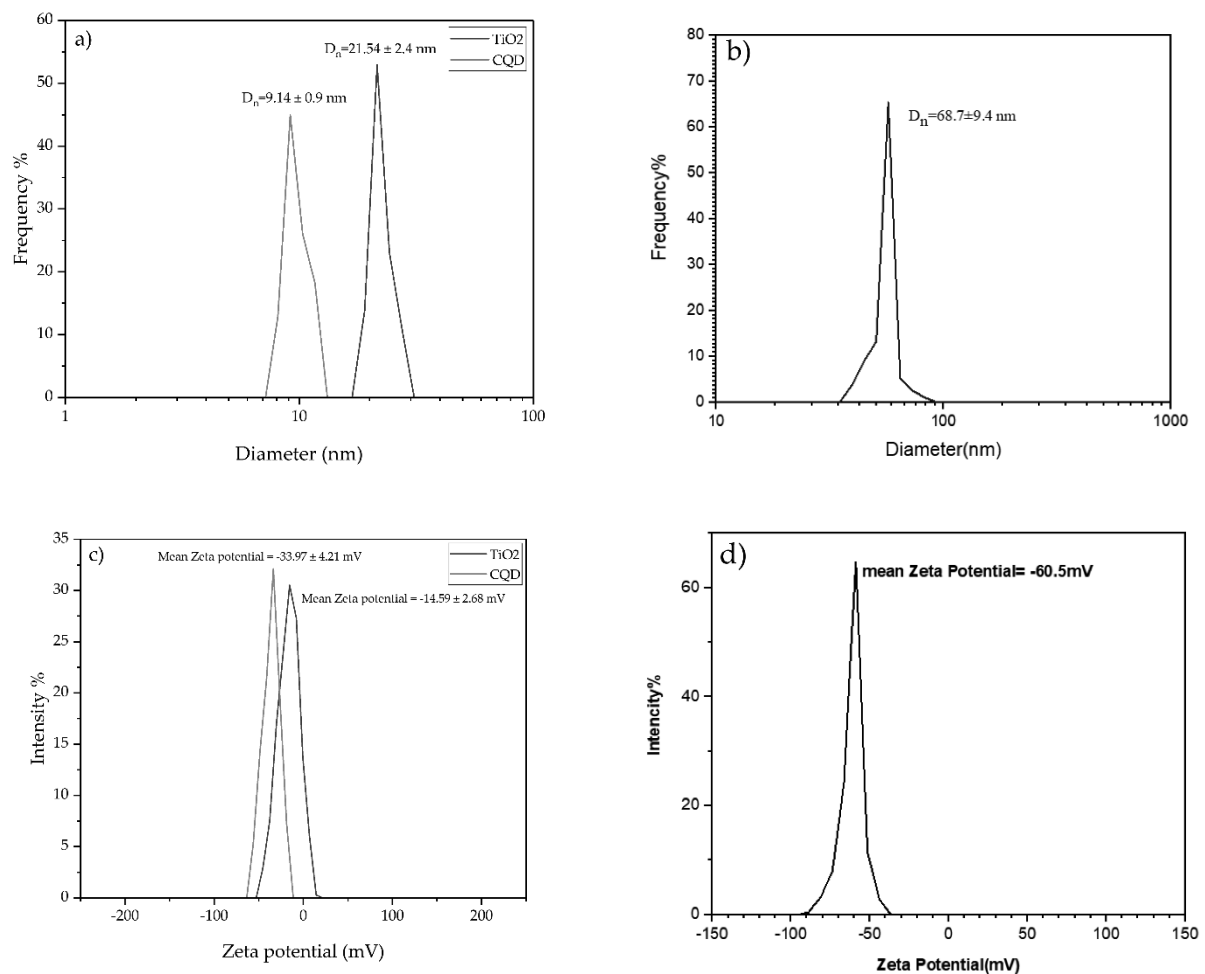 a)
TiO2
CQD
Dn=21.54 ± 2.4 nm
Dn=9.14 ± 0.9 nm
60
50
40
30
20
10
0
Frequency %
1
10
100
Diameter (nm)
b)
Dn=68.7±9.4 nm
80
70
60
50
40
30
20
10
0
Frequency%
10
100
1000
Diameter(nm)
c)
TiO2
CQD
Mean Zeta potential = -33.97 ± 4.21 mV
Mean Zeta potential = -14.59 ± 2.68 mV
35
30
25
20
15
10
5
0
Intensity %
-200
-100
0
100
200
Zeta potential (mV)
d)
mean Zeta Potential= -60.5mV
60
40
20
0
Intencity%
-150
-100
-50
0
50
100
150
Zeta Potential(mV)